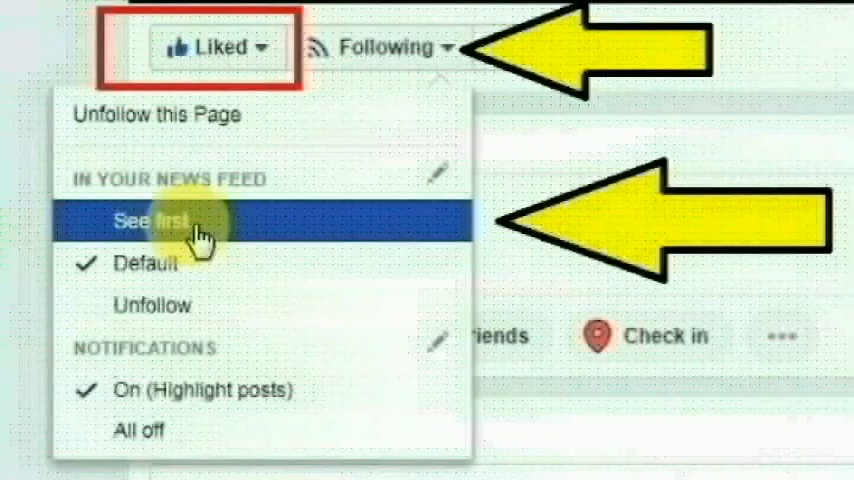 Liked Following
Unfollow this Page
IN YOUR NEWS FEED
See first
Default
Unfollow
NOTIFICATIONS
riends Check in
On (Highlight posts)
All off